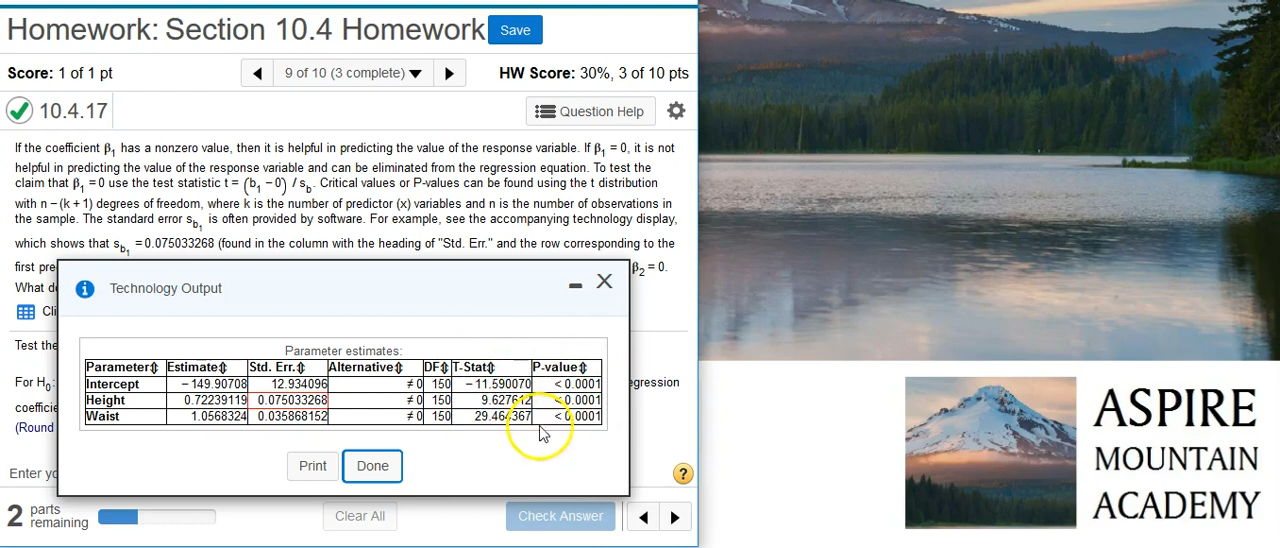 Homework: Section 10.4 Homework Save
Score: 1 of 1 pt 9 of 10 (3 complete) HW Score: 30%, 3 of 10 pts
10.4.17 Question Help
If the coefficient β1 has a nonzero value, then it is helpful in predicting the value of the response variable. If β1 = 0, it is not
helpful in predicting the value of the response variable and can be eliminated from the regression equation. To test the
claim that β1 = 0 use the test statistic t = (b1 − 0) / sb. Critical values or P-values can be found using the t distribution
with n − (k + 1) degrees of freedom, where k is the number of predictor (x) variables and n is the number of observations in
the sample. The standard error sb1 is often provided by software. For example, see the accompanying technology display,
which shows that sb1 = 0.075033268 (found in the column with the heading of "Std. Err." and the row corresponding to the
first β2 = 0.
What
Technology Output
Test the
Parameter estimates:
Parameter Estimate Std. Err. Alternative DF T-Stat P-value
Intercept − 149.90708 12.934096 ≠ 0 150 − 11.590070 < 0.0001
Height 0.72239119 0.075033268 ≠ 0 150 9.627612 < 0.0001
Waist 1.0568324 0.035868152 ≠ 0 150 29.464367 < 0.0001
For H0: egression
(Round
Print Done
Enter
?
2 parts remaining Clear All Check Answer
ASPIRE
MOUNTAIN
ACADEMY